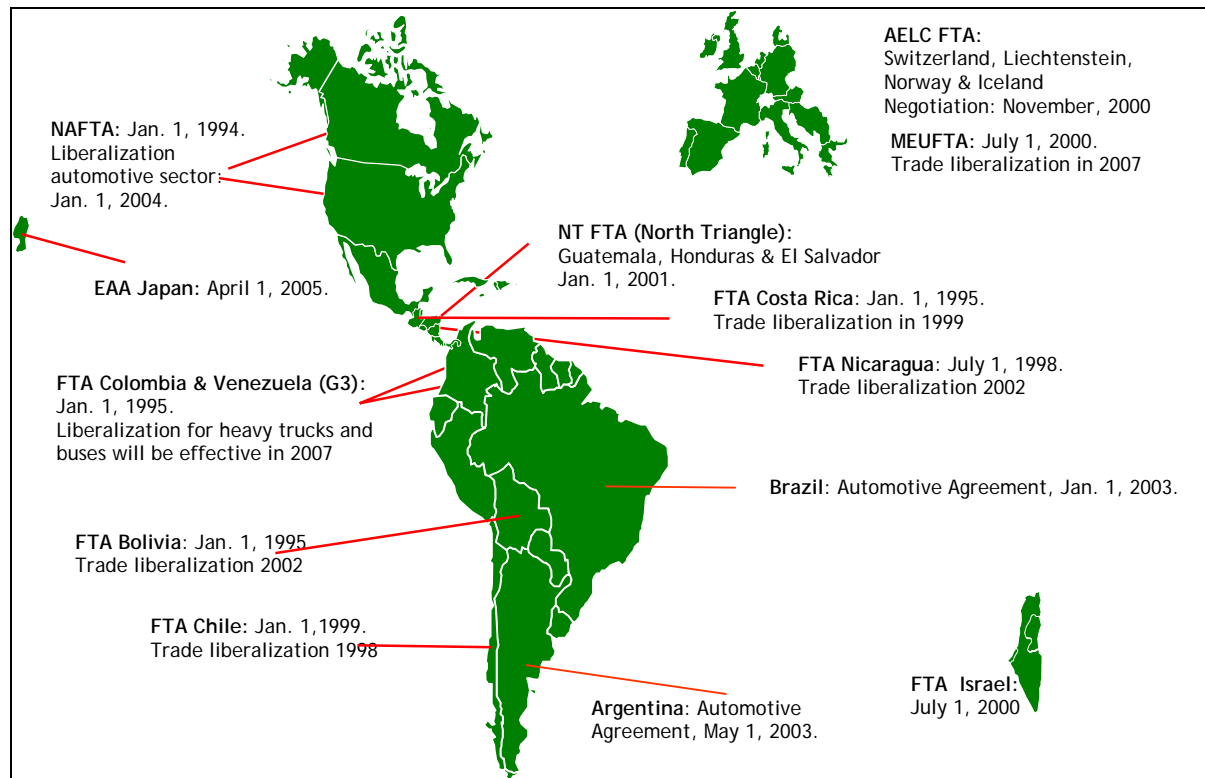 AELC FTA:
Switzerland, Liechtenstein,
Norway & Iceland
Negotiation: November, 2000
MEUFTA: July 1, 2000.
Trade liberalization in 2007
NAFTA: Jan. 1, 1994.
Liberalization
automotive sector:
Jan. 1, 2004.
EAA Japan: April 1, 2005.
NT FTA (North Triangle):
Guatemala, Honduras & El Salvador
Jan. 1, 2001.
FTA Costa Rica: Jan. 1, 1995.
Trade liberalization in 1999
FTA Nicaragua: July 1, 1998.
Trade liberalization 2002
FTA Colombia & Venezuela (G3):
Jan. 1, 1995.
Liberalization for heavy trucks and
buses will be effective in 2007
Brazil: Automotive Agreement, Jan. 1, 2003.
FTA Bolivia: Jan. 1, 1995
Trade liberalization 2002
FTA Chile: Jan. 1,1999.
Trade liberalization 1998
Argentina: Automotive
Agreement, May 1, 2003.
FTA Israel:
July 1, 2000